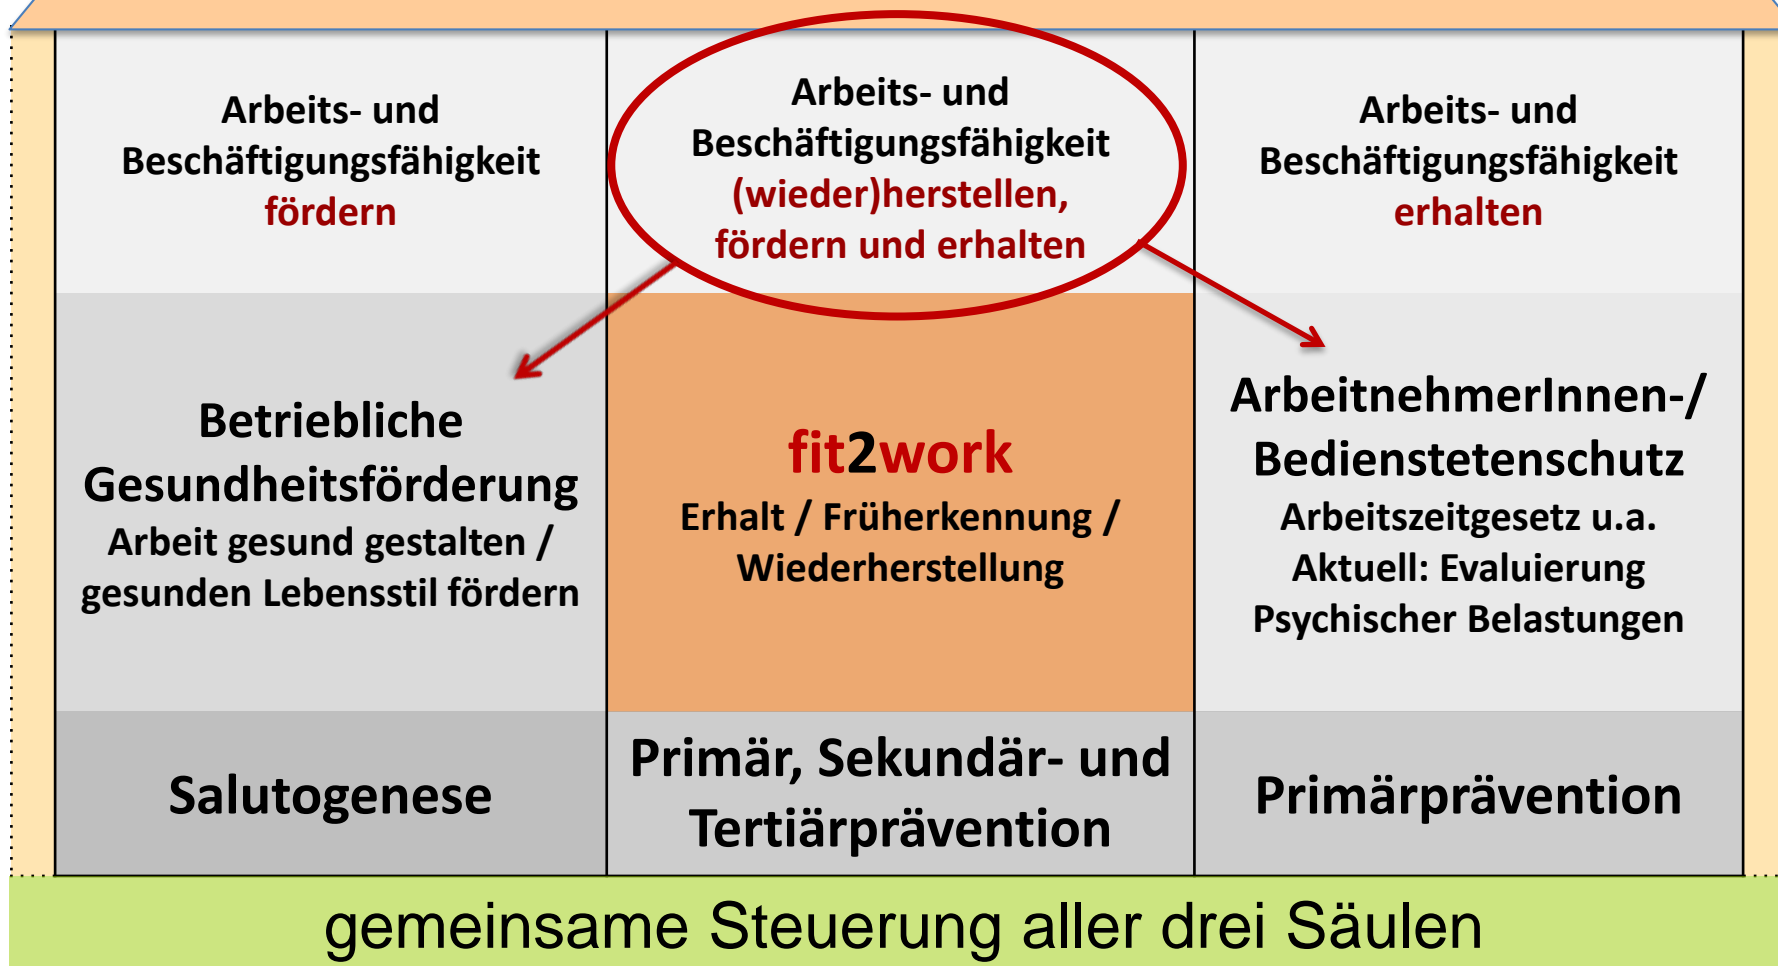 Arbeits- und
Beschäftigungsfähigkeit
fördern
Arbeits- und
Beschäftigungsfähigkeit
(wieder)herstellen,
fördern und erhalten
Arbeits- und
Beschäftigungsfähigkeit
erhalten
Betriebliche
Gesundheitsförderung
Arbeit gesund gestalten /
gesunden Lebensstil fördern
fit2work
Erhalt / Früherkennung /
Wiederherstellung
ArbeitnehmerInnen-/
Bedienstetenschutz
Arbeitszeitgesetz u.a.
Aktuell: Evaluierung
Psychischer Belastungen
Salutogenese
Primär, Sekundär- und
Tertiärprävention
Primärprävention
gemeinsame Steuerung aller drei Säulen